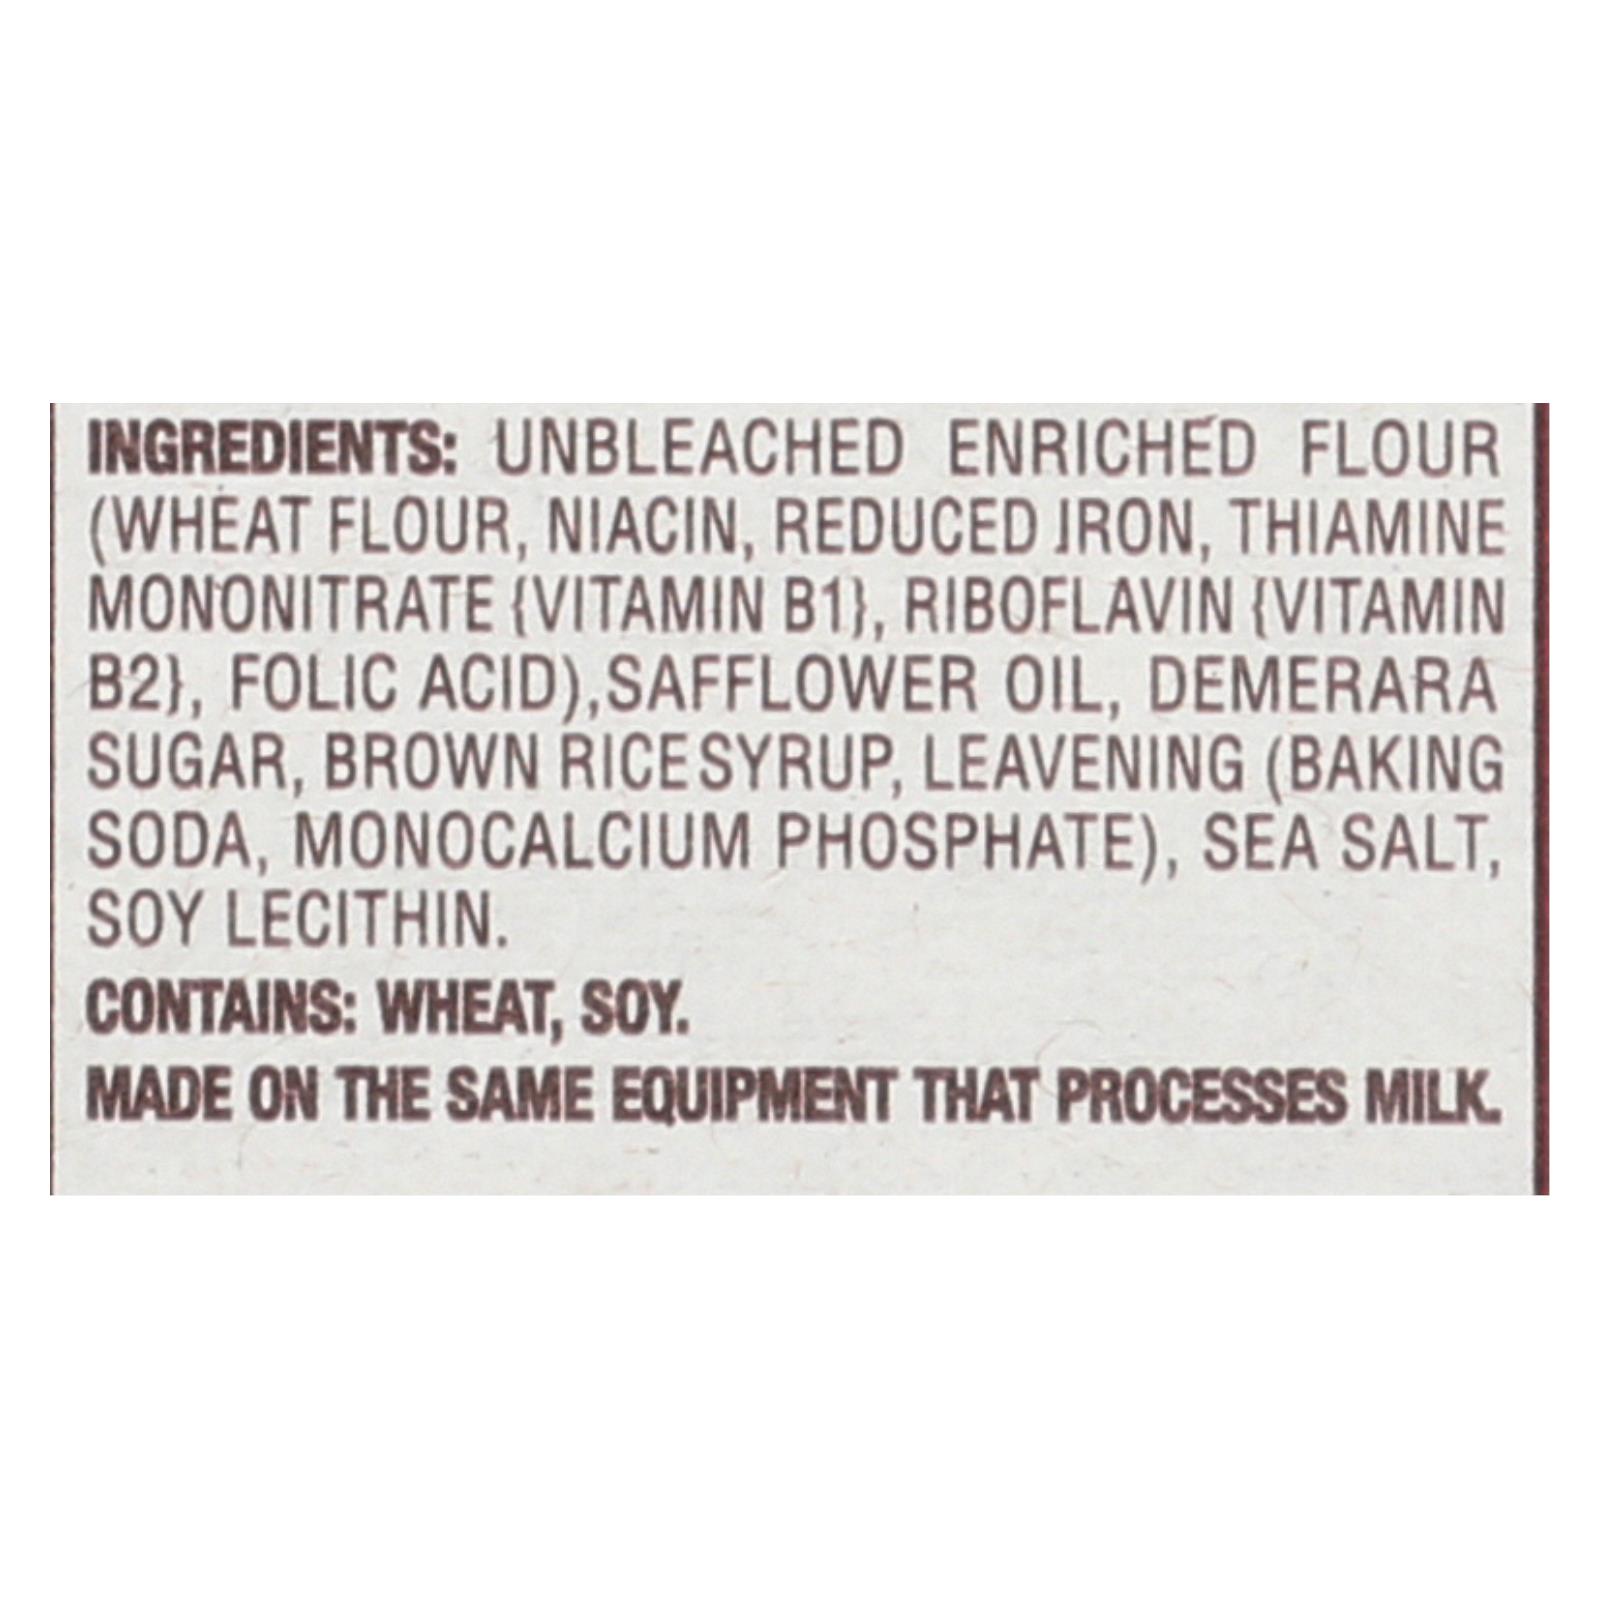 INGREDIENTS: UNBLEACHED ENRICHED FLOUR
(WHEAT FLOUR, NIACIN, REDUCED IRON, THIAMINE
MONONITRATE {VITAMIN B1}, RIBOFLAVIN {VITAMIN
B2}, FOLIC ACID),SAFFLOWER OIL, DEMERARA
SUGAR, BROWN RICE SYRUP, LEAVENING (BAKING
SODA, MONOCALCIUM PHOSPHATE), SEA SALT,
SOY LECITHIN.
CONTAINS: WHEAT, SOY.
MADE ON THE SAME EQUIPMENT THAT PROCESSES MILK.